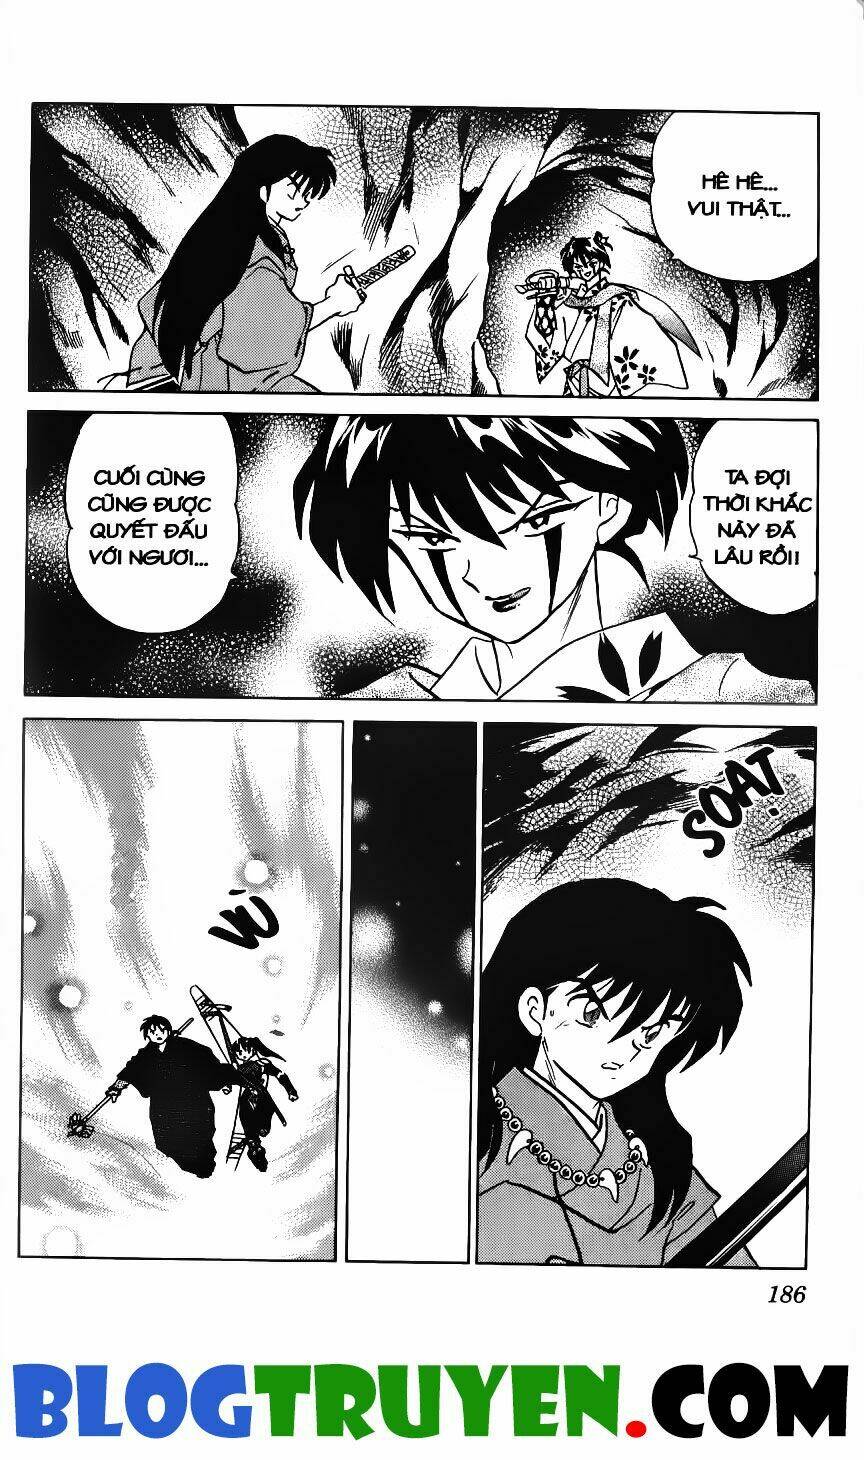 HÊ HÊ...
VUI THẬT...
TA ĐỢI
THỜI KHẮC
NÀY ĐÃ
LÂU RỒI!
CUỐI CÙNG
CŨNG ĐƯỢC
QUYẾT ĐẤU
VỚI NGƯƠI...
SOẠT
VÙ
186
BLOGTRUYEN.COM